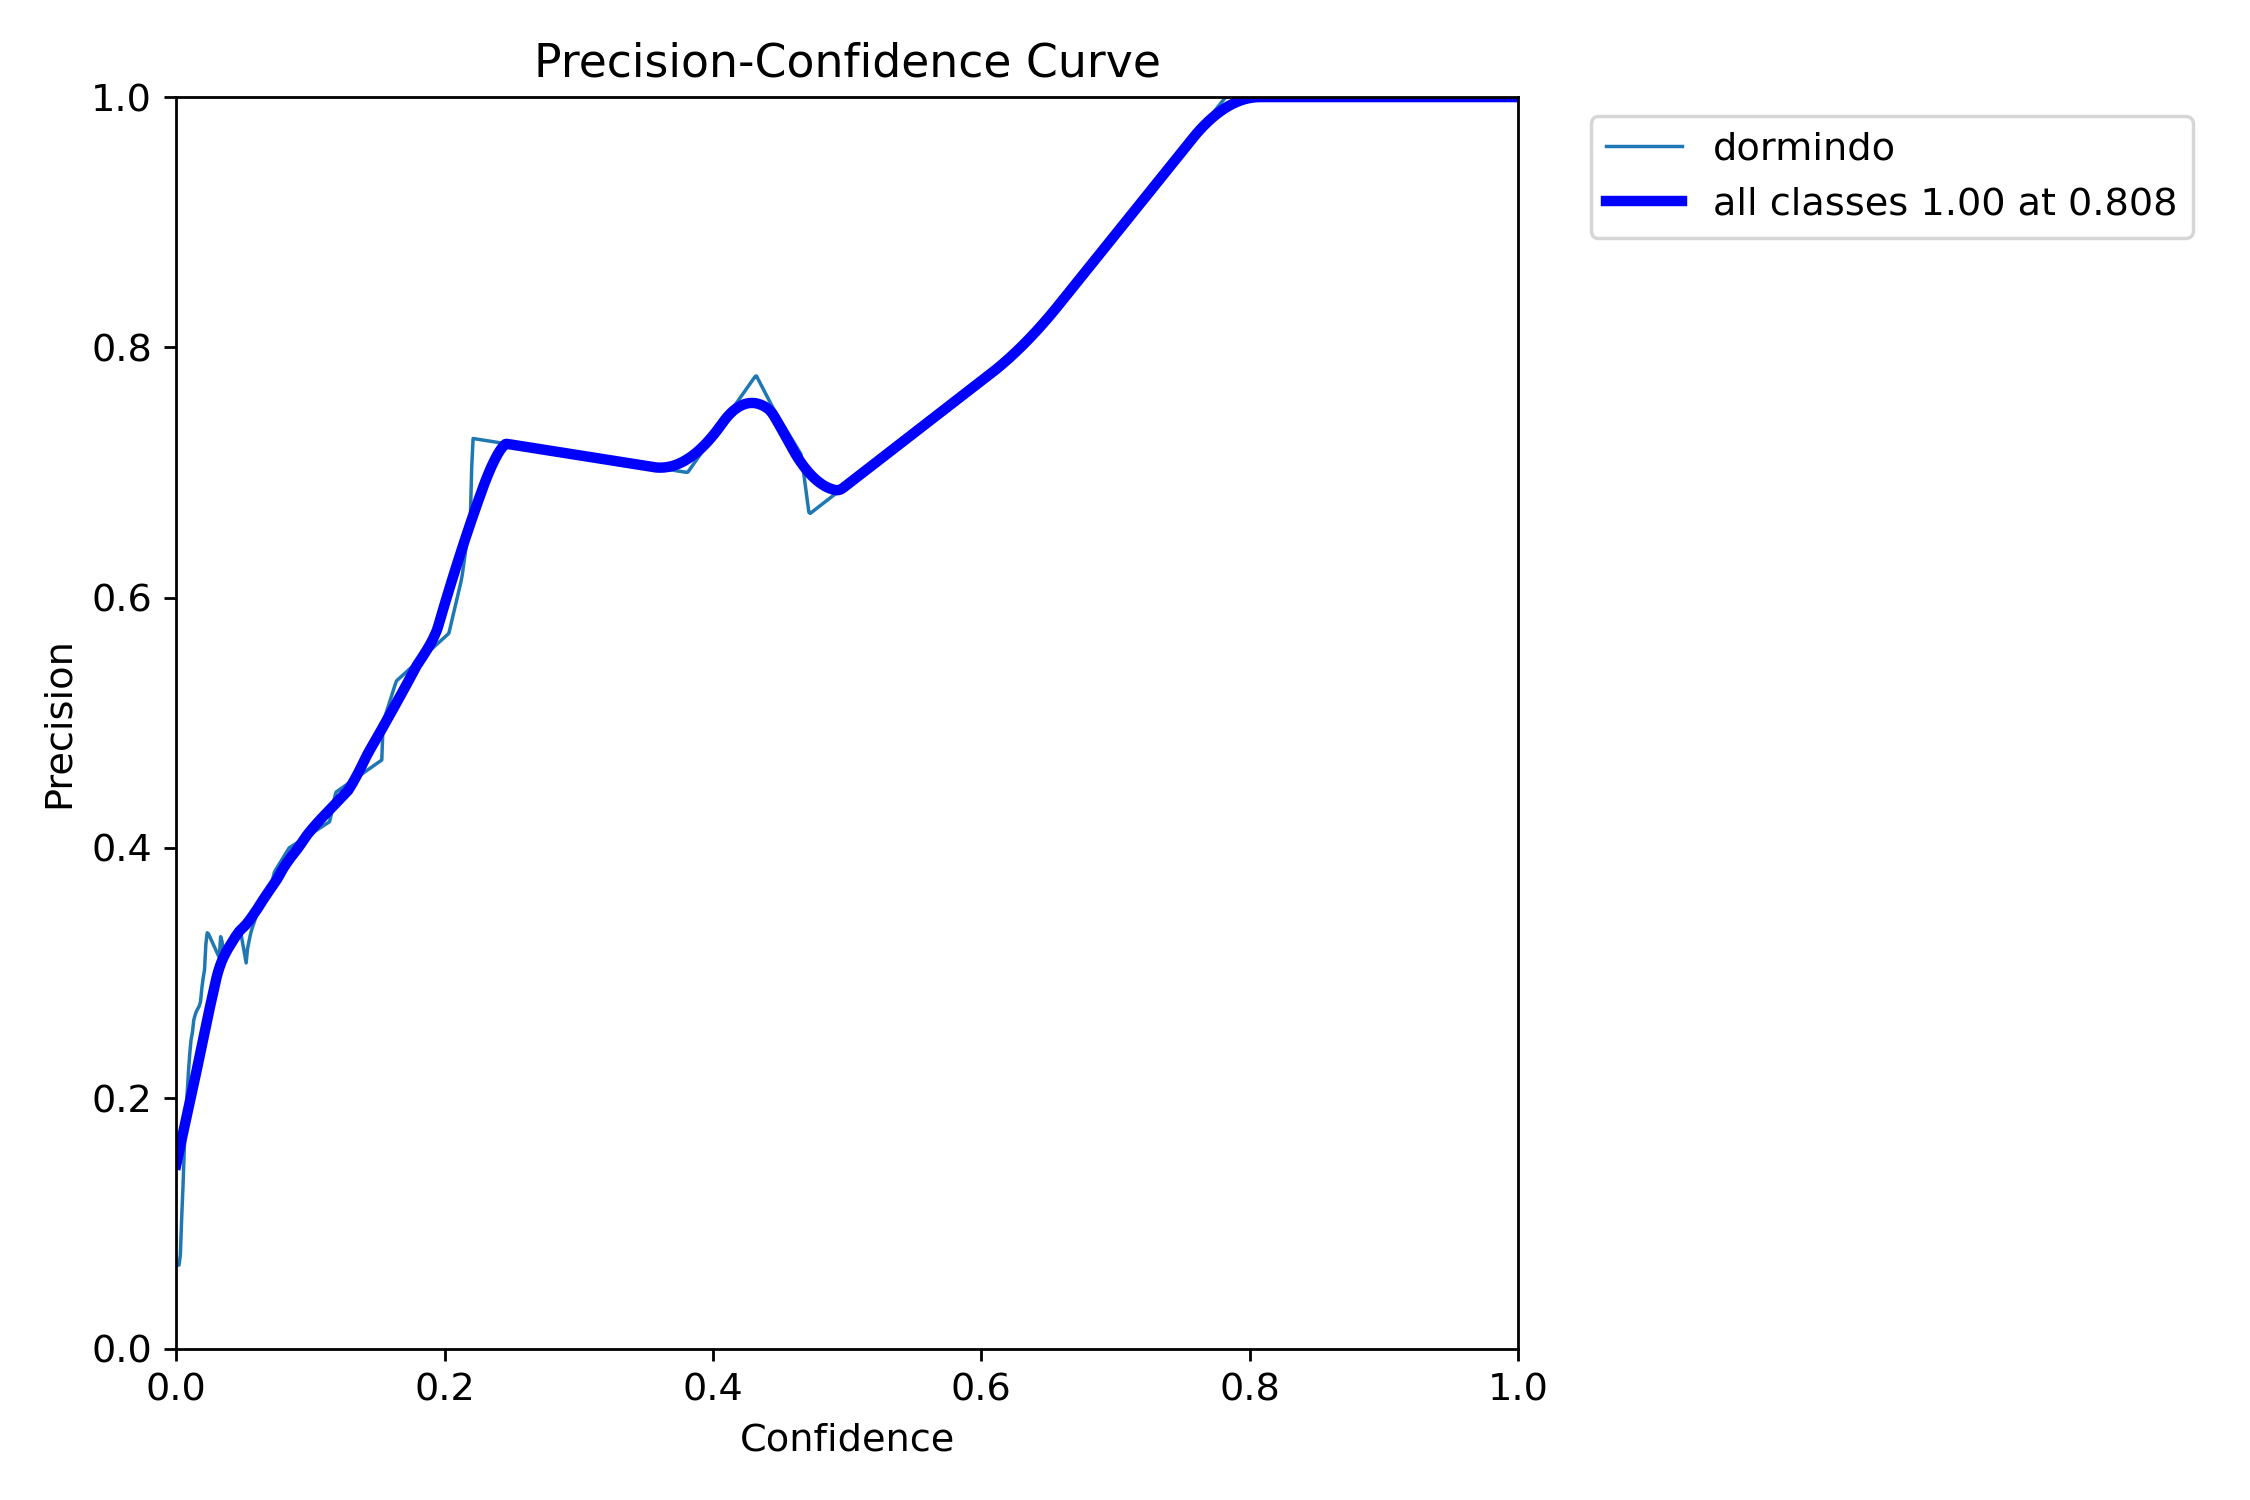 Precision-Confidence Curve
1.0
0.8
0.6
0.4
0.2
0.0
Precision
0.0 0.2 0.4 0.6 0.8 1.0
Confidence
dormindo
all classes 1.00 at 0.808